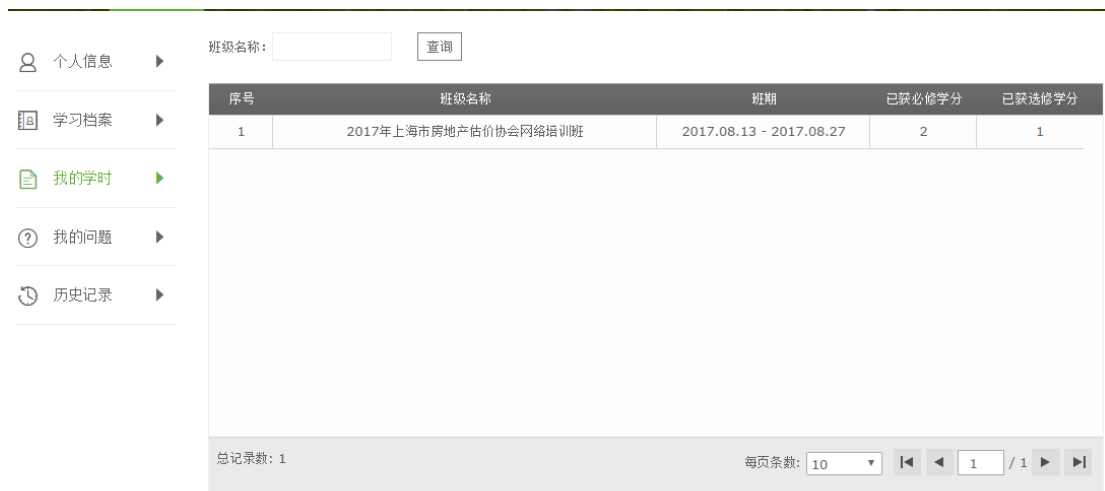 班级名称:
查询
个人信息
学习档案
我的学时
我的问题
历史记录
序号 班级名称 班期 已获必修学分 已获选修学分
1 2017年上海市房地产估价协会网络培训班 2017.08.13 - 2017.08.27 2 1
总记录数: 1
每页条数: 10 1 / 1